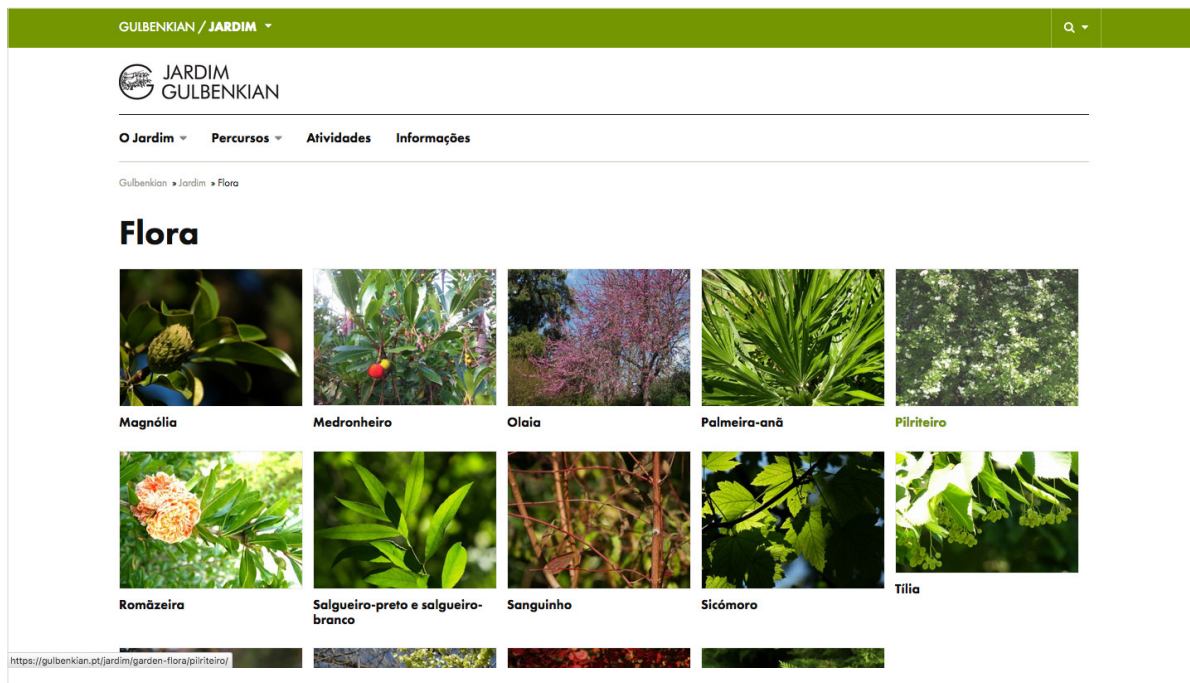 GULBENKIAN / JARDIM
JARDIM
GULBENKIAN
O Jardim
Percursos
Atividades
Informações
Gulbenkian » Jardim » Flora
Flora
Magnólia
Medronheiro
Olaia
Palmeira-anã
Pilriteiro
Romãzeira
Salgueiro-preto e salgueiro-
branco
Sanguinho
Sicómoro
Tília
https://gulbenkian.pt/jardim/garden-flora/pilriteiro/